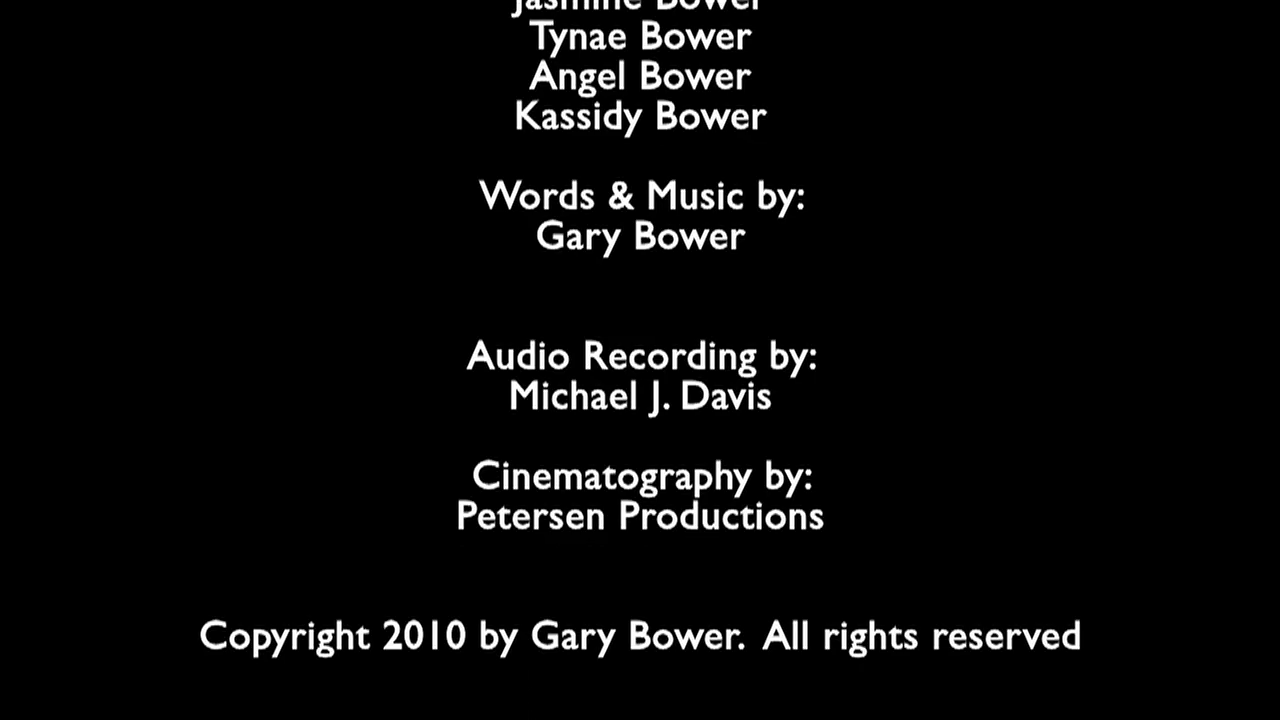 Jasmine Bower
Tynae Bower
Angel Bower
Kassidy Bower
Words & Music by:
Gary Bower
Audio Recording by:
Michael J. Davis
Cinematography by:
Petersen Productions
Copyright 2010 by Gary Bower. All rights reserved